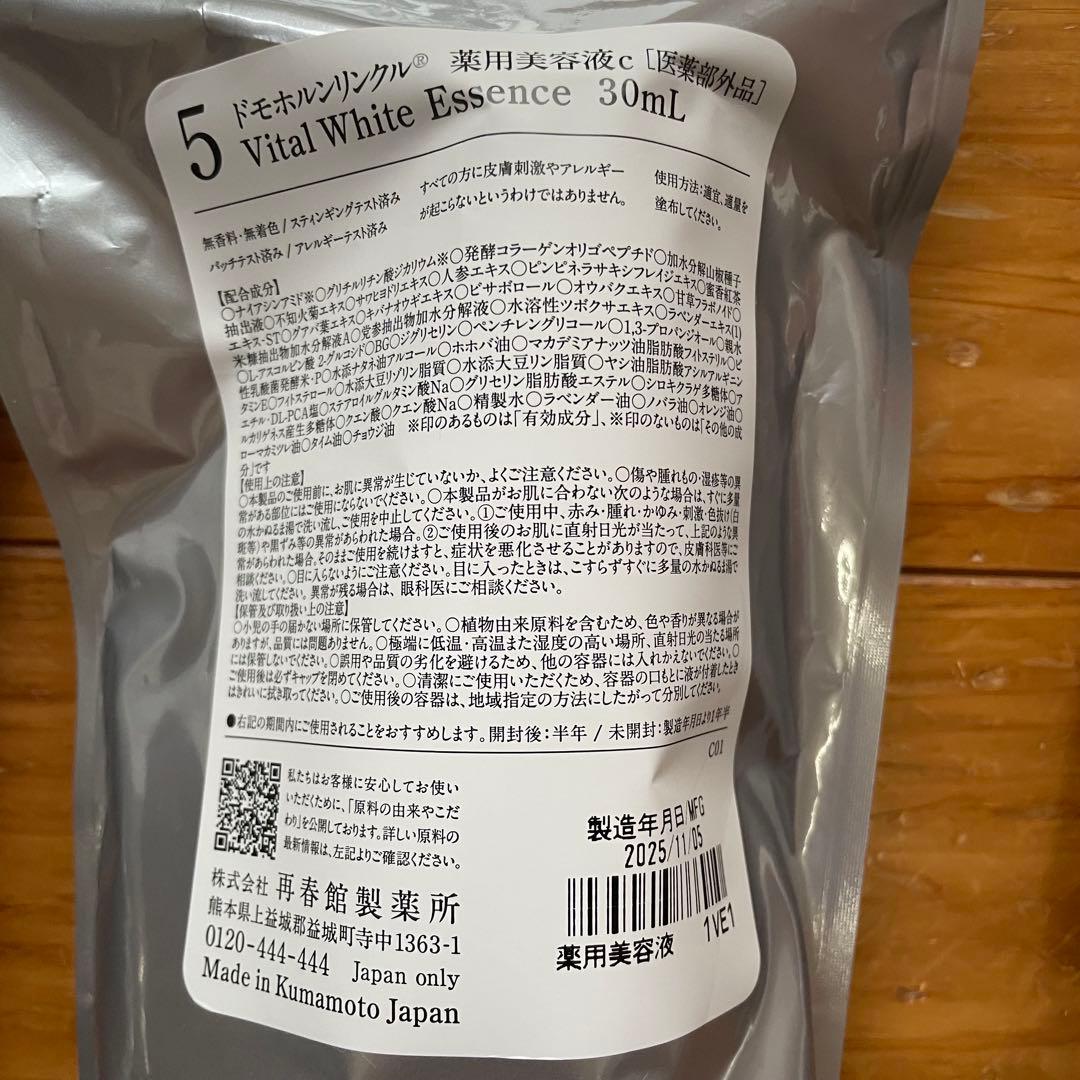 5
ドモホルンリンクル® 薬用美容液c [医薬部外品]
Vital White Essence 30mL
無香料・無着色 / スティンギングテスト済み
パッチテスト済み / アレルギーテスト済み
すべての方に皮膚刺激やアレルギー
が起こらないというわけではありません。
使用方法:適宜、適量を
塗布してください。
【配合成分】
○ナイアシンアミド※○グリチルリチン酸ジカリウム※○発酵コラーゲンオリゴペプチド○加水分解山椒種子
抽出液○不知火菊エキス○サワヒヨドリエキス○人参エキス○ピンピネラサキシフレイジエキス○蜜香紅茶
エキス・ST○グアバ葉エキス○キバナオウギエキス○ビサボロール○オウバクエキス○甘草フラボノイド○
米糠抽出物加水分解液A○党参抽出物加水分解液○水溶性ツボクサエキス○ラベンダーエキス(1)
○L-アスコルビン酸 2-グルコシド○BG○ジグリセリン○ペンチレングリコール○1,3-プロパンジオール○親水
性乳酸菌発酵米・P○水添ナタネ油アルコール○ホホバ油○マカデミアナッツ油脂肪酸フィトステリル○ビ
タミンE○フィトステロール○水添大豆リゾリン脂質○水添大豆リン脂質○ヤシ油脂肪酸アシルアルギニン
エチル・DL-PCA塩○ステアロイルグルタミン酸Na○グリセリン脂肪酸エステル○シロキクラゲ多糖体○ア
ルカリゲネス産生多糖体○クエン酸○クエン酸Na○精製水○ラベンダー油○ノバラ油○オレンジ油○
ローマカミツレ油○タイム油○チョウジ油 ※印のあるものは「有効成分」、※印のないものは「その他の成
分」です
【使用上の注意】
○本製品のご使用前に、お肌に異常が生じていないか、よくご注意ください。○傷や腫れもの・湿疹等の異
常がある部位にはご使用にならないでください。○本製品がお肌に合わない次のような場合は、すぐに多量
の水かぬるま湯で洗い流し、ご使用を中止してください。①ご使用中、赤み・腫れ・かゆみ・刺激・色抜け(白
斑等)や黒ずみ等の異常があらわれた場合。②ご使用後のお肌に直射日光が当たって、上記のような異
常があらわれた場合。そのままご使用を続けますと、症状を悪化させることがありますので、皮膚科医等にご
相談ください。○目に入らないようにご注意ください。目に入ったときは、こすらずすぐに多量の水かぬるま湯で
洗い流してください。異常が残る場合は、眼科医にご相談ください。
【保管及び取り扱い上の注意】
○小児の手の届かない場所に保管してください。○植物由来原料を含むため、色や香りが異なる場合が
ありますが、品質には問題ありません。○極端に低温・高温また湿度の高い場所、直射日光の当たる場所
には保管しないでください。○誤用や品質の劣化を避けるため、他の容器には入れかえないでください。○
ご使用後は必ずキャップを閉めてください。○清潔にご使用いただくため、容器の口もとに液が付着したとき
はきれいに拭き取ってください。○ご使用後の容器は、地域指定の方法にしたがって分別してください。
●右記の期間内にご使用されることをおすすめします。開封後:半年 / 未開封:製造年月日より1年半
C01
私たちはお客様に安心してお使い
いただくために、「原料の由来やこだ
わり」を公開しております。詳しい原料の
最新情報は、左記よりご確認ください。
株式会社 再春館製薬所
熊本県上益城郡益城町寺中1363-1
0120-444-444 Japan only
Made in Kumamoto Japan
製造年月日/MFG
2025/11/05
1VE1
薬用美容液